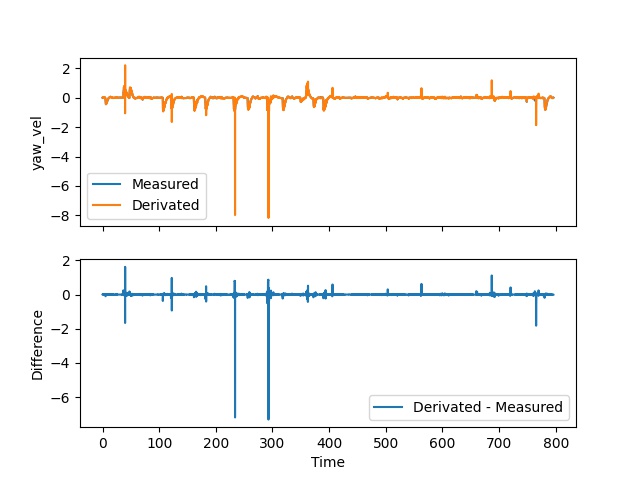 2
0
−2
−4
−6
−8
yaw_vel
Measured
Derivated
2
0
−2
−4
−6
Difference
Derivated - Measured
0 100 200 300 400 500 600 700 800
Time